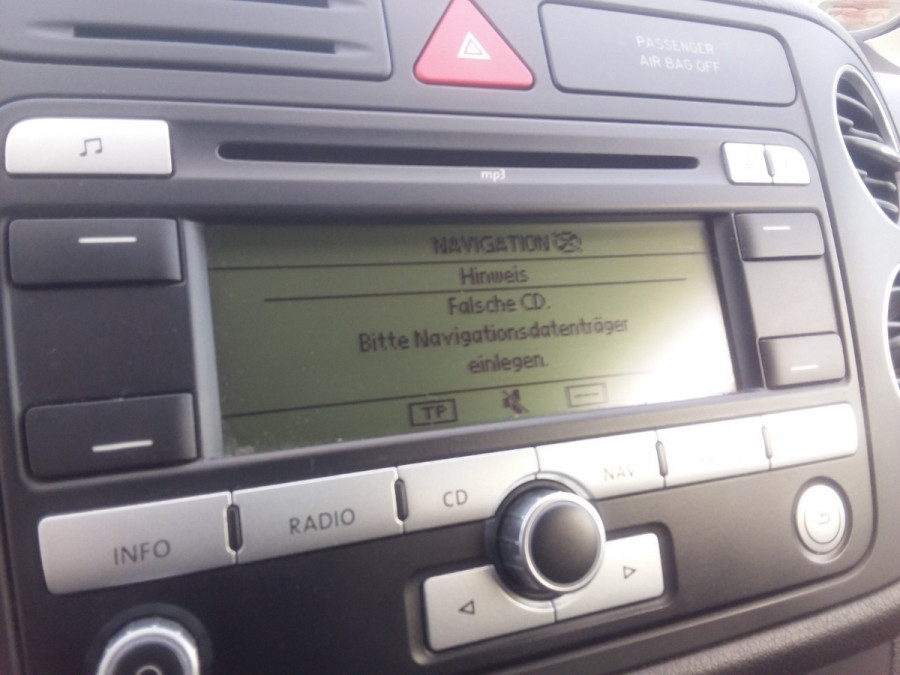 PASSENGER
AIR BAG OFF
mp3
NAVIGATION
Hinweis
Falsche CD.
Bitte Navigationsdatenträger
einlegen.
TP
INFO
RADIO
CD
NAV